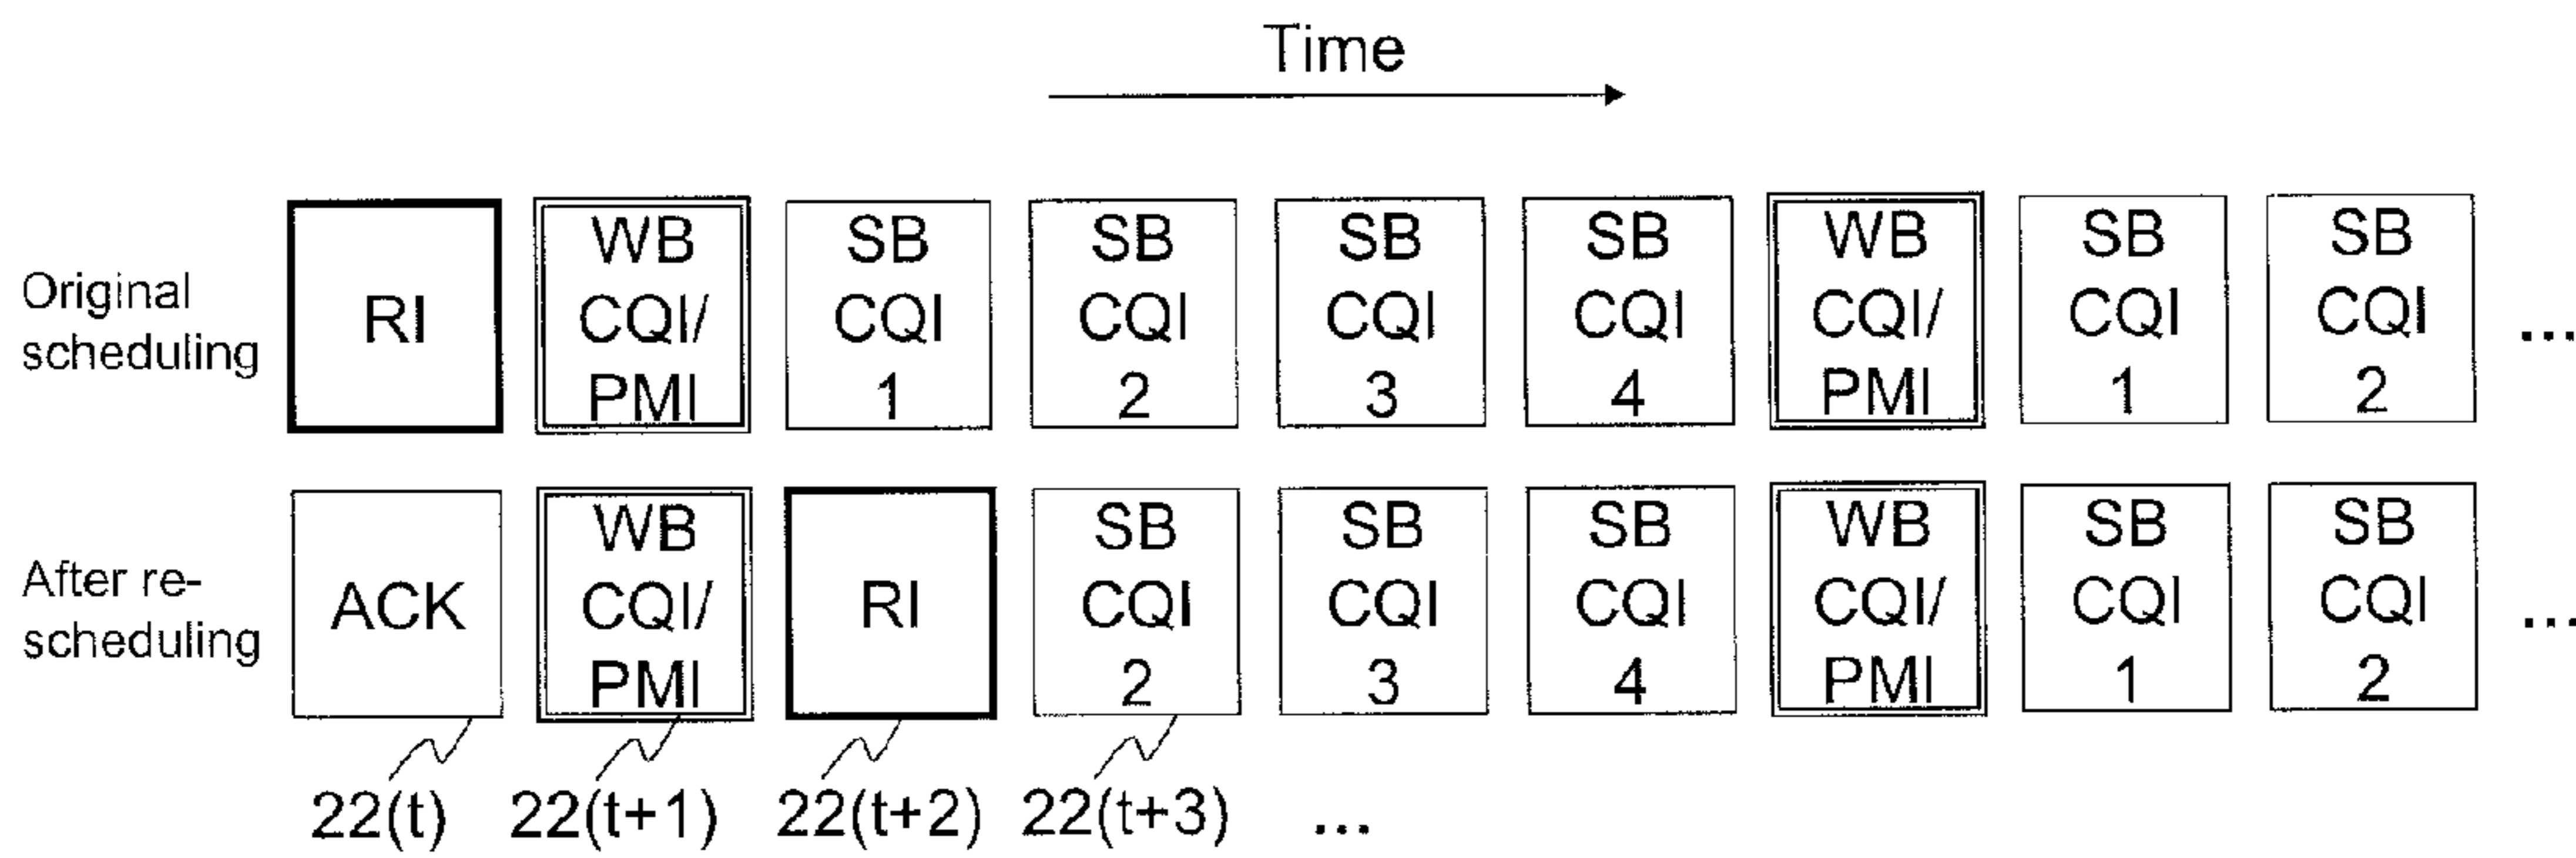 Time
Original
scheduling
RI
WB
CQI/
PMI
SB
CQI
1
SB
CQI
2
SB
CQI
3
SB
CQI
4
WB
CQI/
PMI
SB
CQI
1
SB
CQI
2
...
After re-
scheduling
ACK
WB
CQI/
PMI
RI
SB
CQI
2
SB
CQI
3
SB
CQI
4
WB
CQI/
PMI
SB
CQI
1
SB
CQI
2
...
22(t) 22(t+1) 22(t+2) 22(t+3) ...